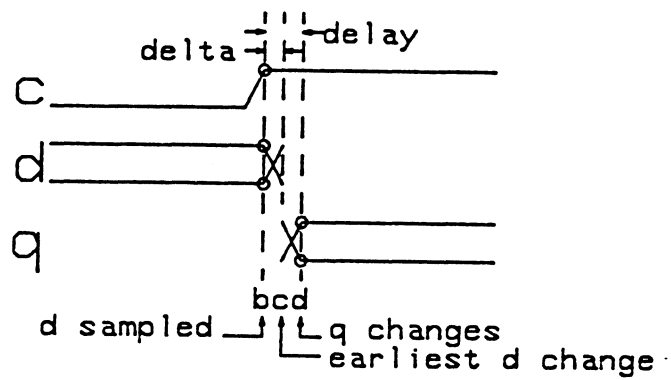 delay
delta
C
d
q
bcd
d sampled
q changes
earliest d change